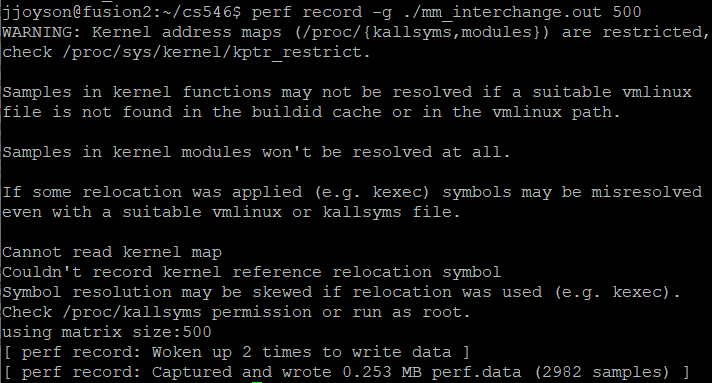 jjoyson@fusion2:~/cs546$ perf record -g ./mm_interchange.out 500
WARNING: Kernel address maps (/proc/{kallsyms,modules}) are restricted,
check /proc/sys/kernel/kptr_restrict.
Samples in kernel functions may not be resolved if a suitable vmlinux
file is not found in the buildid cache or in the vmlinux path.
Samples in kernel modules won't be resolved at all.
If some relocation was applied (e.g. kexec) symbols may be misresolved
even with a suitable vmlinux or kallsyms file.
Cannot read kernel map
Couldn't record kernel reference relocation symbol
Symbol resolution may be skewed if relocation was used (e.g. kexec).
Check /proc/kallsyms permission or run as root.
using matrix size:500
[ perf record: Woken up 2 times to write data ]
[ perf record: Captured and wrote 0.253 MB perf.data (2982 samples) ]